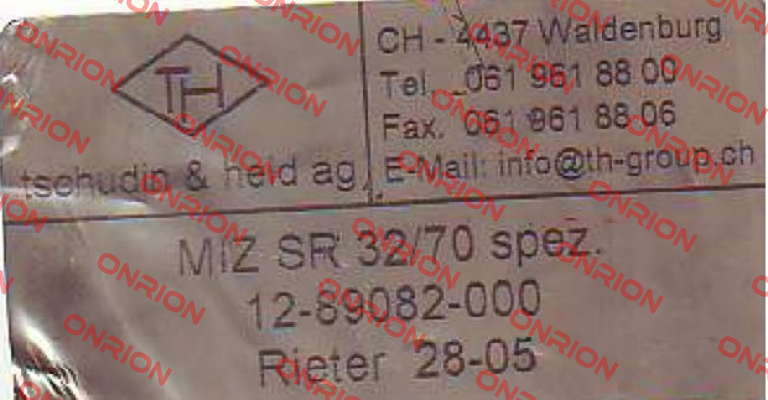 TH
tschudin & heid ag.
CH - 4437 Waldenburg
Tel. 061 961 88 00
Fax. 061 961 88 06
E-Mail: info@th-group.ch
MIZ SR 32/70 spez.
12-69082-000
Rieter 28-05
ONRION